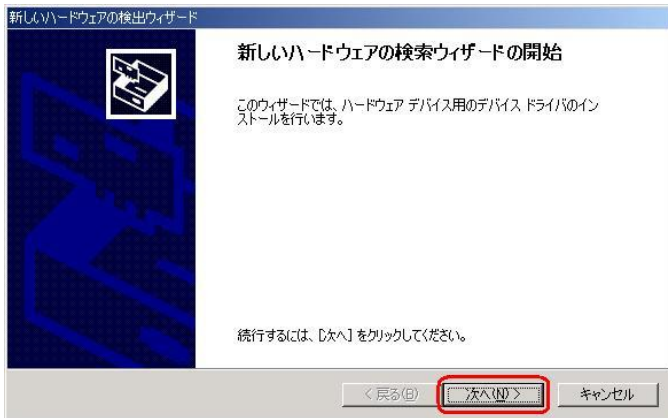 新しいハードウェアの検出ウィザード
新しいハードウェアの検索ウィザードの開始
このウィザードでは、ハードウェア デバイス用のデバイス ドライバのイン
ストールを行います。
続行するには、[次へ] をクリックしてください。
< 戻る(B)
次へ(N) >
キャンセル